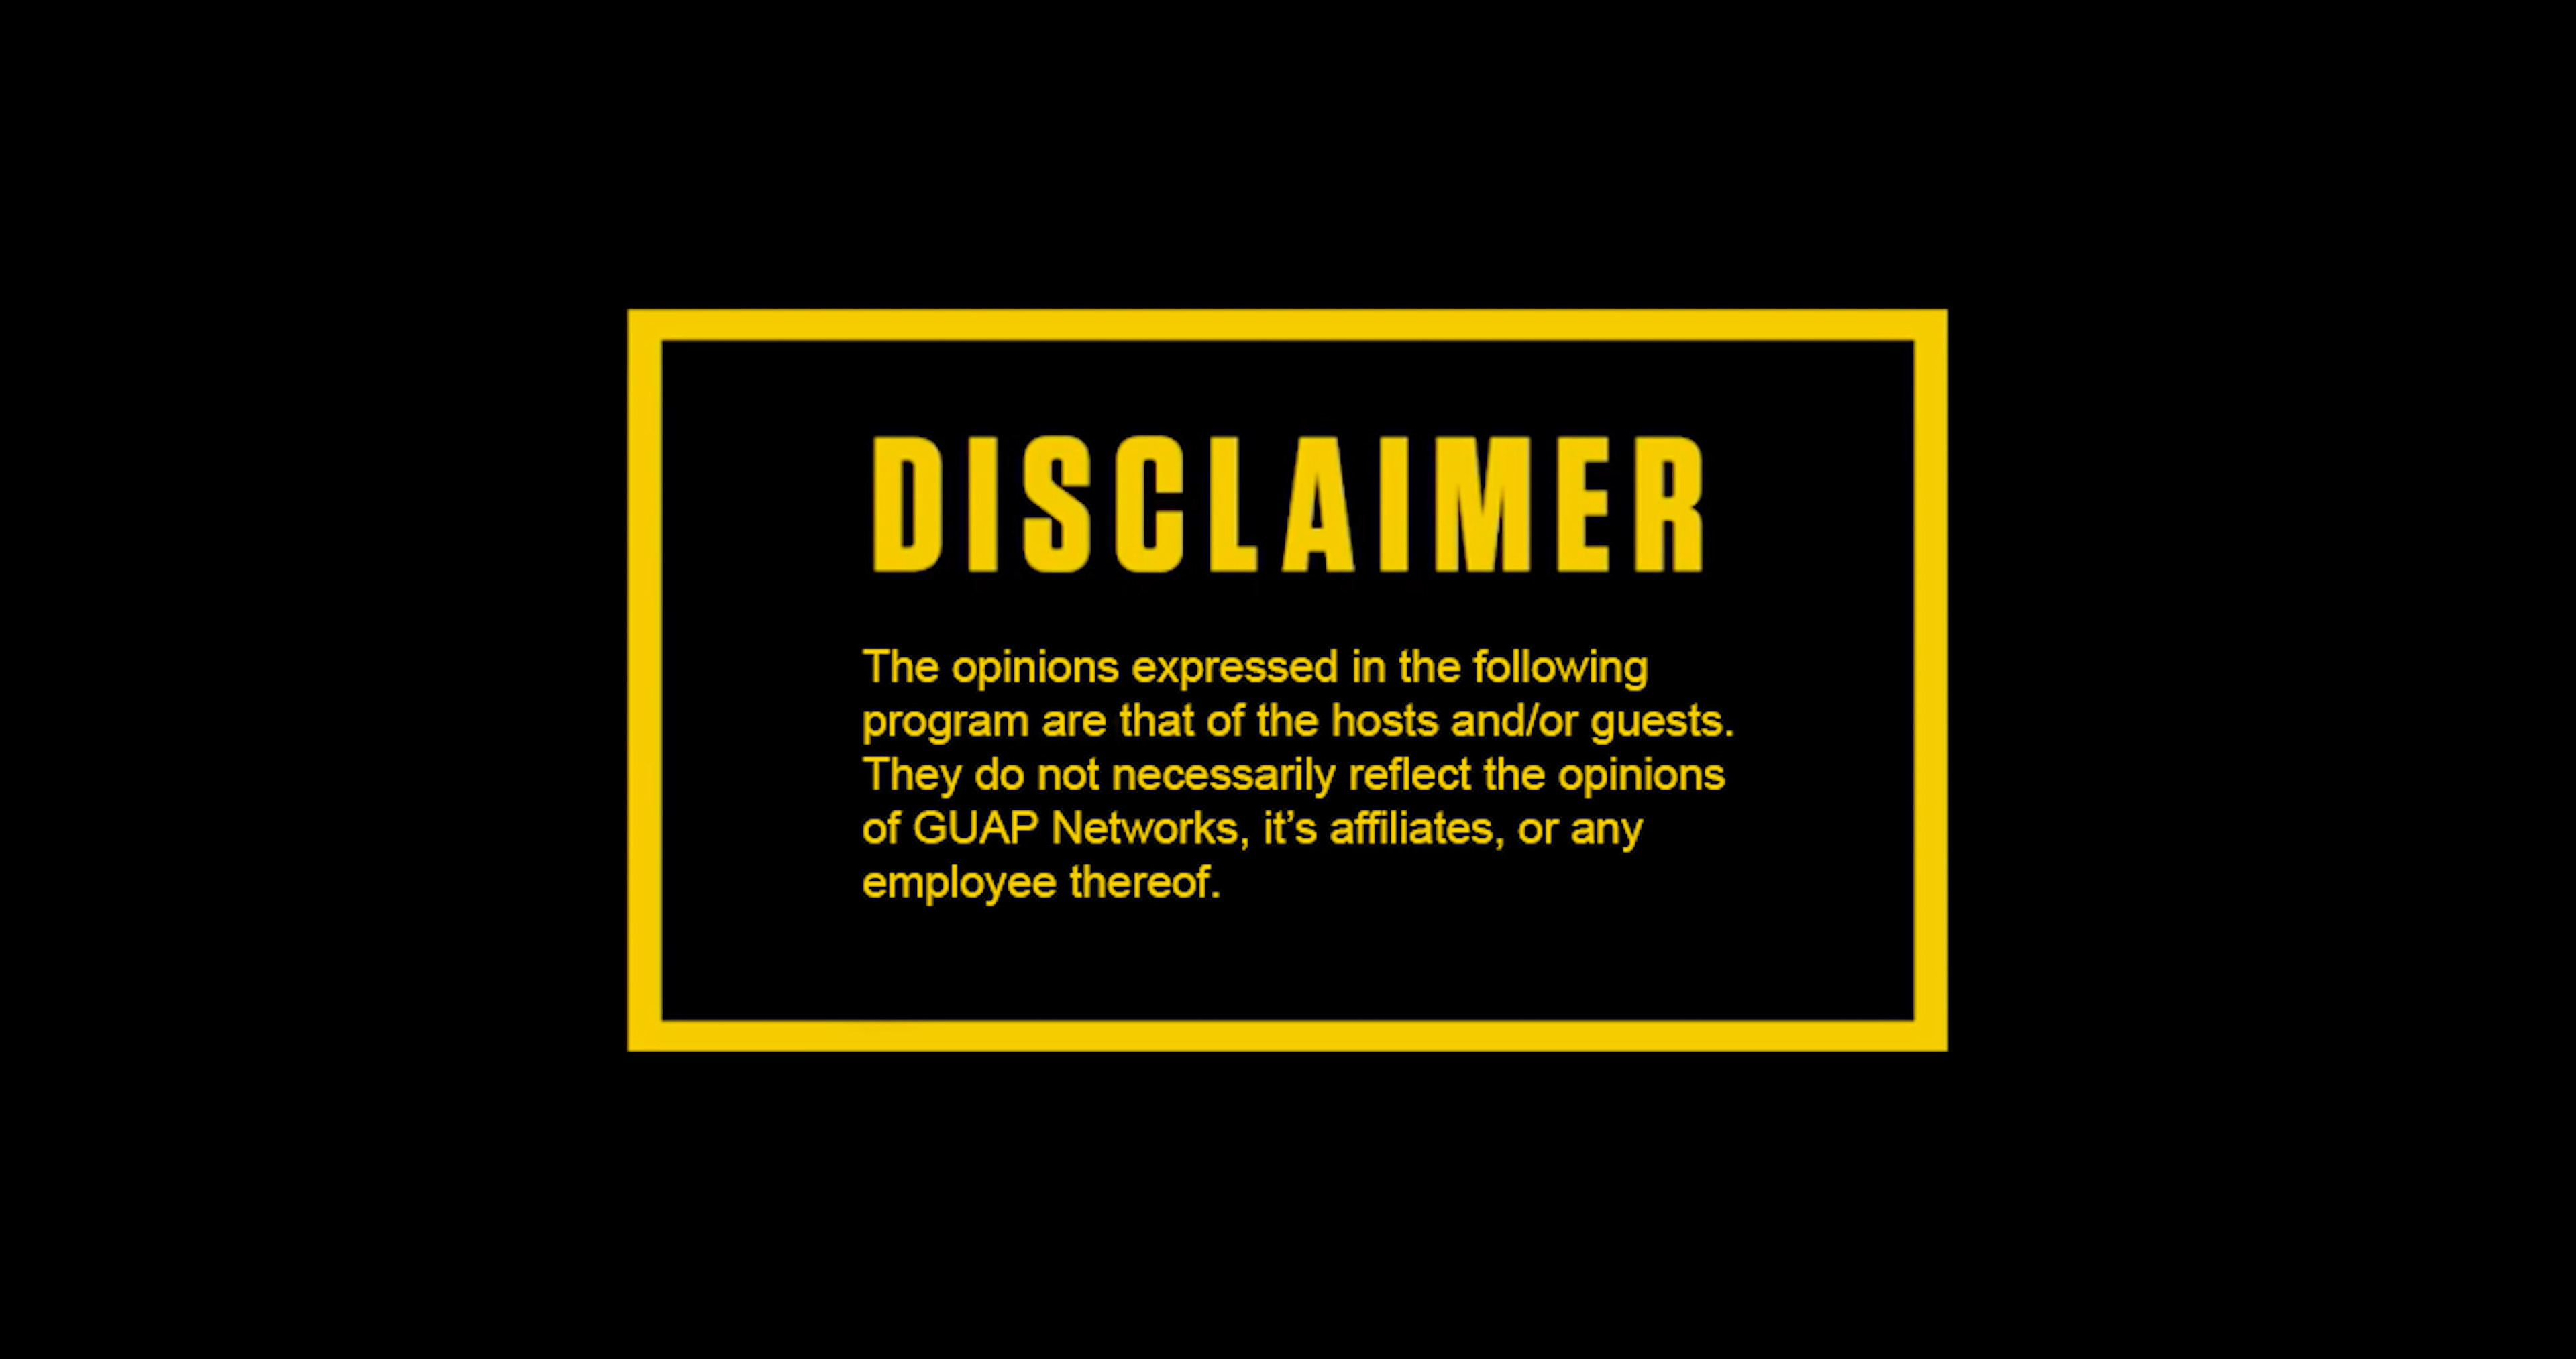 DISCLAIMER
The opinions expressed in the following
program are that of the hosts and/or guests.
They do not necessarily reflect the opinions
of GUAP Networks, it’s affiliates, or any
employee thereof.